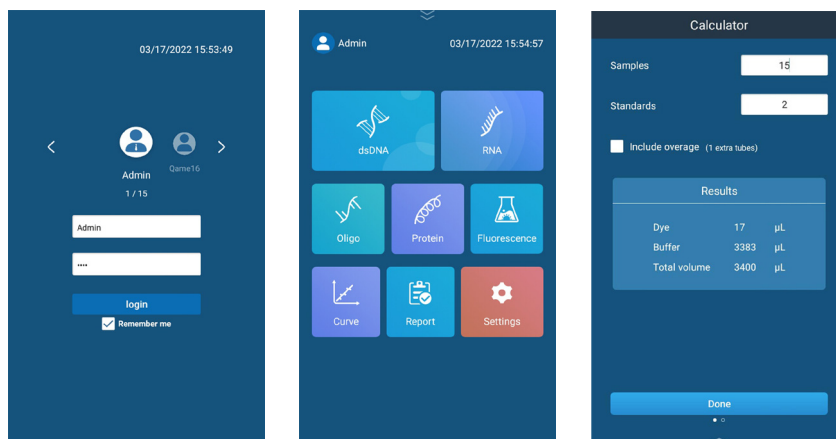 03/17/2022 15:53:49
Admin
Qame16
1 / 15
Admin
••••
login
Remember me
Admin 03/17/2022 15:54:57
dsDNA RNA
Oligo Protein Fluorescence
Curve Report Settings
Calculator
Samples 15
Standards 2
Include overage (1 extra tubes)
Results
Dye 17 µL
Buffer 3383 µL
Total volume 3400 µL
Done